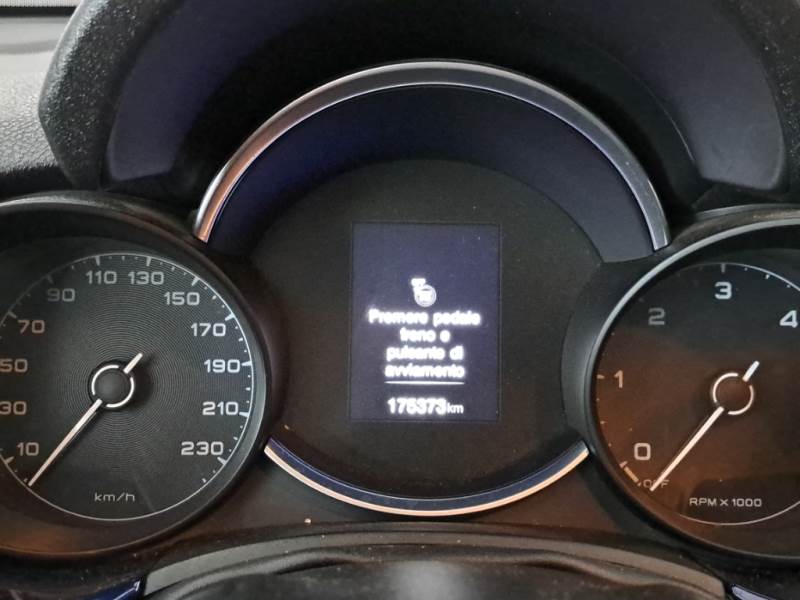 10
30
50
70
90
110
130
150
170
190
210
230
km/h
Premere pedale
freno e
pulsante di
avviamento
175373km
0
1
2
3
4
OFF
RPM X 1000